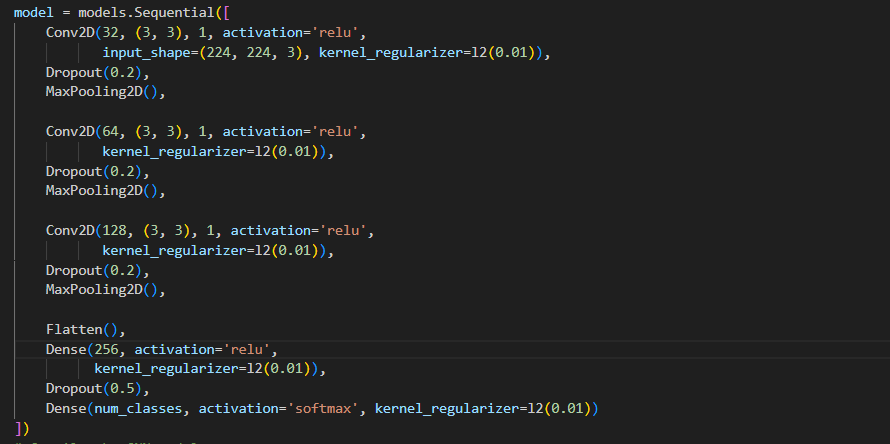 model = models.Sequential([
    Conv2D(32, (3, 3), 1, activation='relu',
           input_shape=(224, 224, 3), kernel_regularizer=l2(0.01)),
    Dropout(0.2),
    MaxPooling2D(),

    Conv2D(64, (3, 3), 1, activation='relu',
           kernel_regularizer=l2(0.01)),
    Dropout(0.2),
    MaxPooling2D(),

    Conv2D(128, (3, 3), 1, activation='relu',
           kernel_regularizer=l2(0.01)),
    Dropout(0.2),
    MaxPooling2D(),

    Flatten(),
    Dense(256, activation='relu',
          kernel_regularizer=l2(0.01)),
    Dropout(0.5),
    Dense(num_classes, activation='softmax', kernel_regularizer=l2(0.01))
])